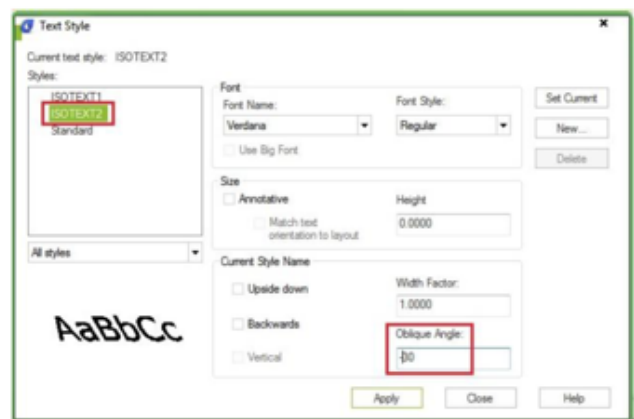 Text Style
Current text style: ISOTEXT2
Styles:
ISOTEXT1
ISOTEXT2
Standard
All styles
AaBbCc
Font
Font Name:
Font Style:
Verdana
Regular
Use Big Font
Size
Annotative
Height
Match text
orientation to layout
0.0000
Current Style Name
Upside down
Width Factor:
1.0000
Backwards
Oblique Angle:
Vertical
-30
Set Current
New...
Delete
Apply
Close
Help